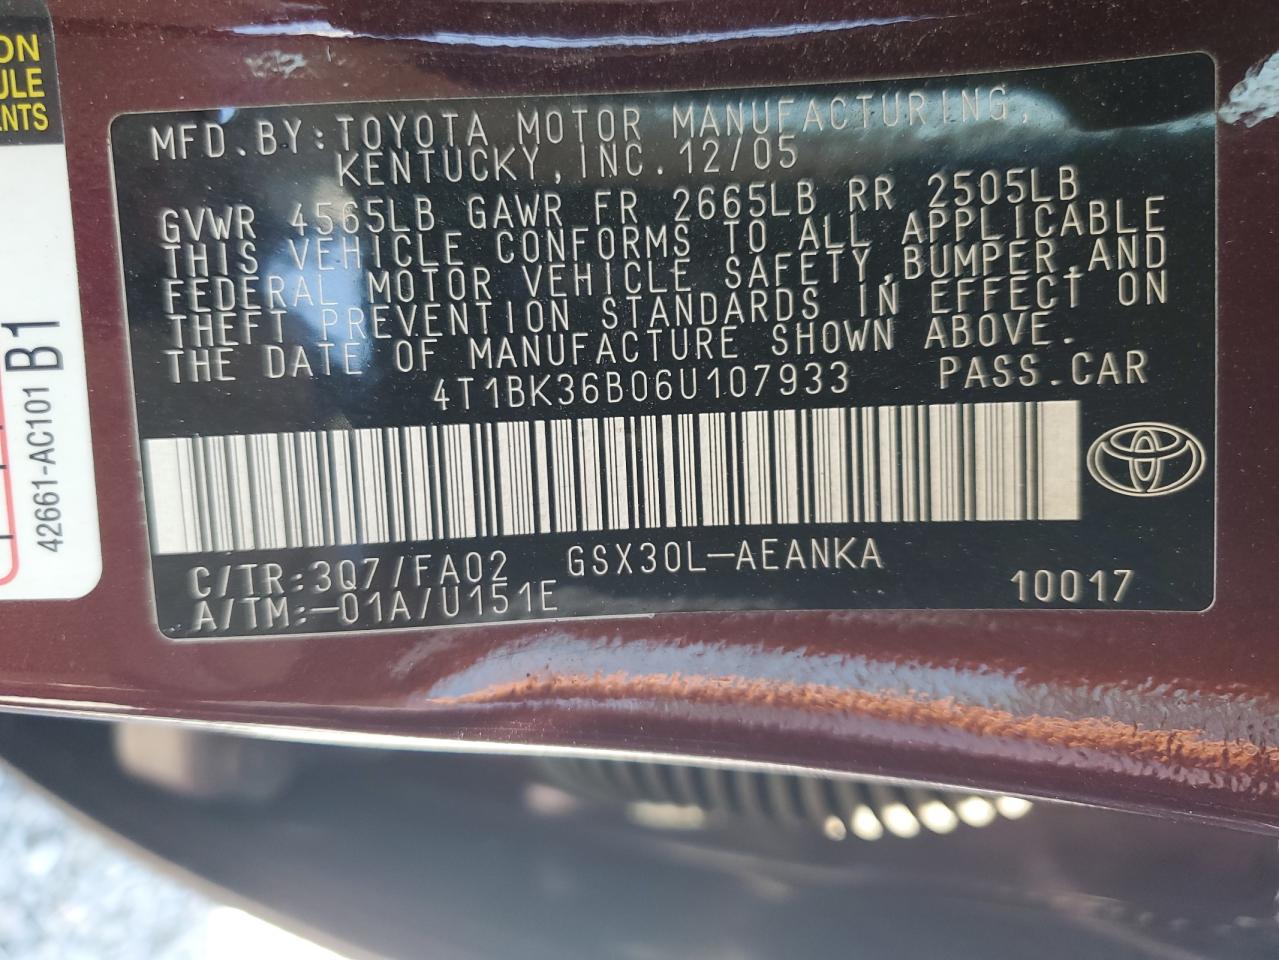 ON
ULE
ENTS
B1
42661-AC101
MFD.BY:TOYOTA MOTOR MANUFACTURING,
KENTUCKY,INC.12/05
GVWR 4565LB GAWR FR 2665LB RR 2505LB
THIS VEHICLE CONFORMS TO ALL APPLICABLE
FEDERAL MOTOR VEHICLE SAFETY,BUMPER,AND
THEFT PREVENTION STANDARDS IN EFFECT ON
THE DATE OF MANUFACTURE SHOWN ABOVE.
4T1BK36B06U107933 PASS.CAR
C/TR:3Q7/FA02 GSX30L-AEANKA
A/TM:-01A/U151E 10017